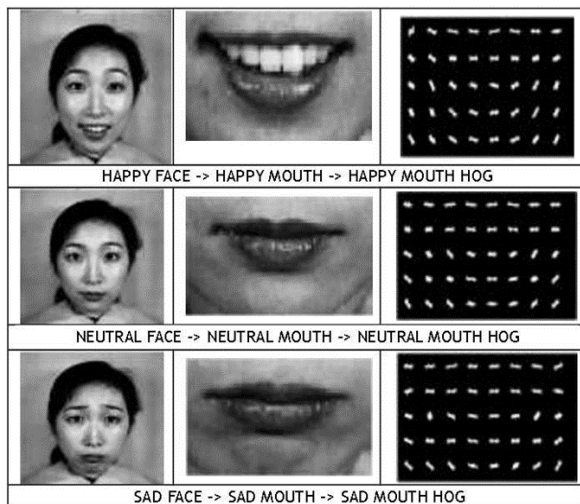 HAPPY FACE -> HAPPY MOUTH -> HAPPY MOUTH HOG
NEUTRAL FACE -> NEUTRAL MOUTH -> NEUTRAL MOUTH HOG
SAD FACE -> SAD MOUTH -> SAD MOUTH HOG